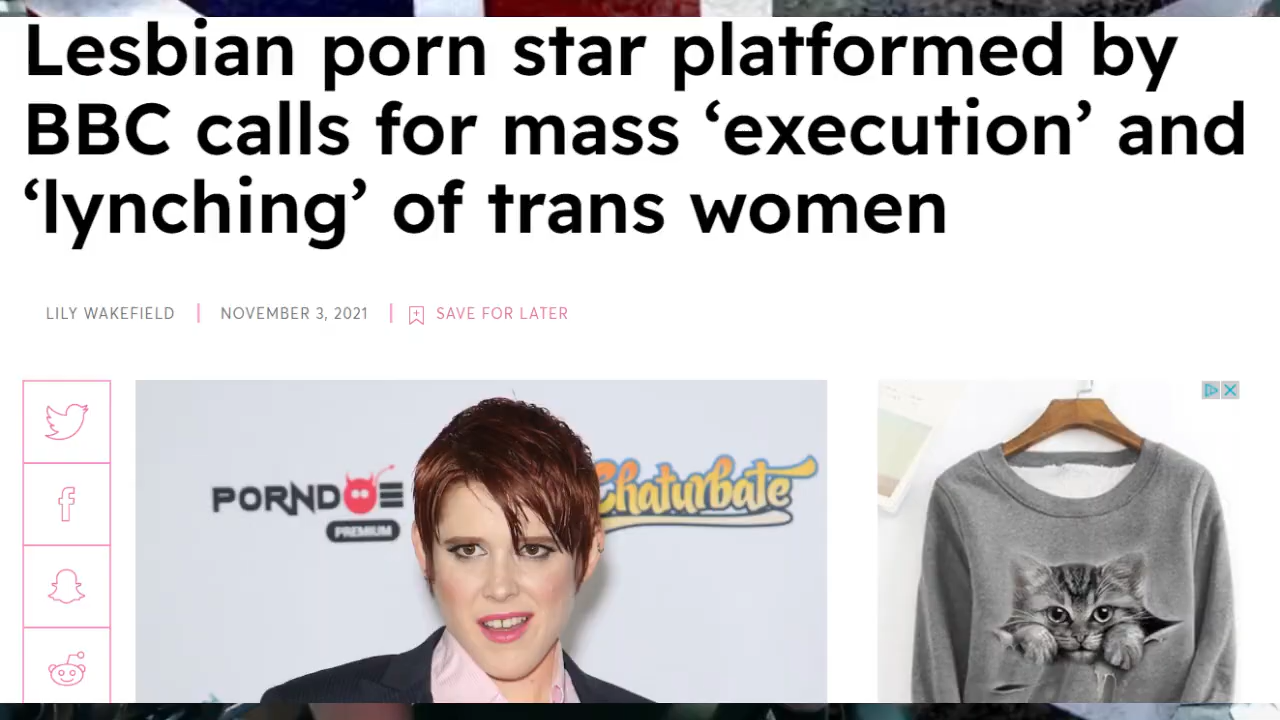 Lesbian porn star platformed by
BBC calls for mass ‘execution’ and
‘lynching’ of trans women
LILY WAKEFIELD | NOVEMBER 3, 2021 | SAVE FOR LATER
PORNDOE
PREMIUM
Chaturbate